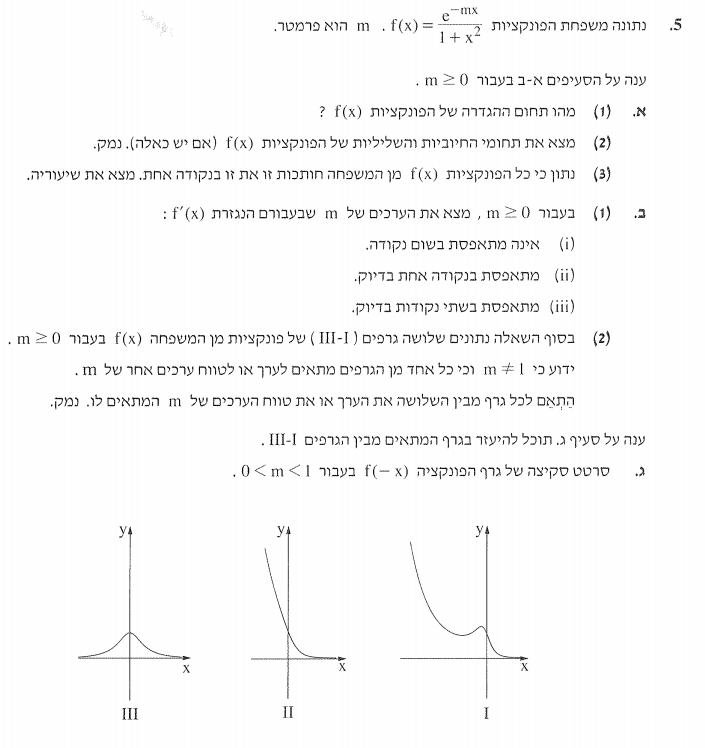 5. נתונה משפחת הפונקציות f(x) = \frac{e^{-mx}}{1+x^2} . m הוא פרמטר.
ענה על הסעיפים א-ב בעבור m ≥ 0 .
א. (1) מהו תחום ההגדרה של הפונקציות f(x) ?
(2) מצא את תחומי החיוביות והשליליות של הפונקציות f(x) (אם יש כאלה). נמק.
(3) נתון כי כל הפונקציות f(x) מן המשפחה חותכות זו את זו בנקודה אחת. מצא את שיעוריה.
ב. (1) בעבור m ≥ 0 , מצא את הערכים של m שבעבורם הנגזרת f′(x) :
(i) אינה מתאפסת בשום נקודה.
(ii) מתאפסת בנקודה אחת בדיוק.
(iii) מתאפסת בשתי נקודות בדיוק.
(2) בסוף השאלה נתונים שלושה גרפים (I-III) של פונקציות מן המשפחה f(x) בעבור m ≥ 0 .
ידוע כי m ≠ 1 וכי כל אחד מן הגרפים מתאים לערך או לטווח ערכים אחר של m .
הַתְאֵם לכל גרף מבין השלושה את הערך או את טווח הערכים של m המתאים לו. נמק.
ענה על סעיף ג. תוכל להיעזר בגרף המתאים מבין הגרפים I-III .
ג. סרטט סקיצה של גרף הפונקציה f(−x) בעבור 0 < m < 1 .
y y y
x x x
III II I